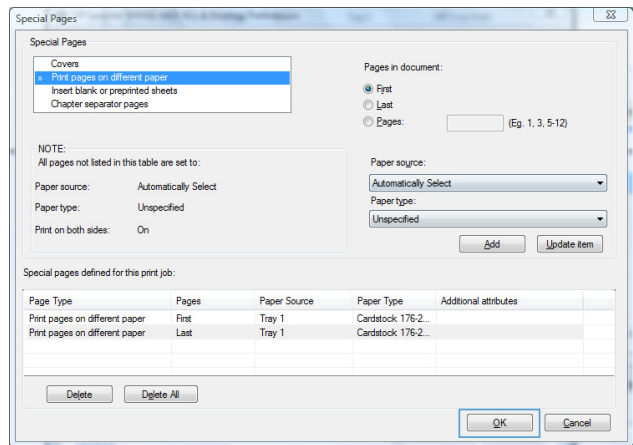 Special Pages
Special Pages
Covers
» Print pages on different paper
Insert blank or preprinted sheets
Chapter separator pages
Pages in document:
First
Last
Pages: (Eg. 1, 3, 5-12)
NOTE:
All pages not listed in this table are set to:
Paper source: Automatically Select
Paper type: Unspecified
Print on both sides: On
Paper source:
Automatically Select
Paper type:
Unspecified
Add Update item
Special pages defined for this print job:
Page Type Pages Paper Source Paper Type Additional attributes
Print pages on different paper First Tray 1 Cardstock 176-2...
Print pages on different paper Last Tray 1 Cardstock 176-2...
Delete Delete All
OK Cancel